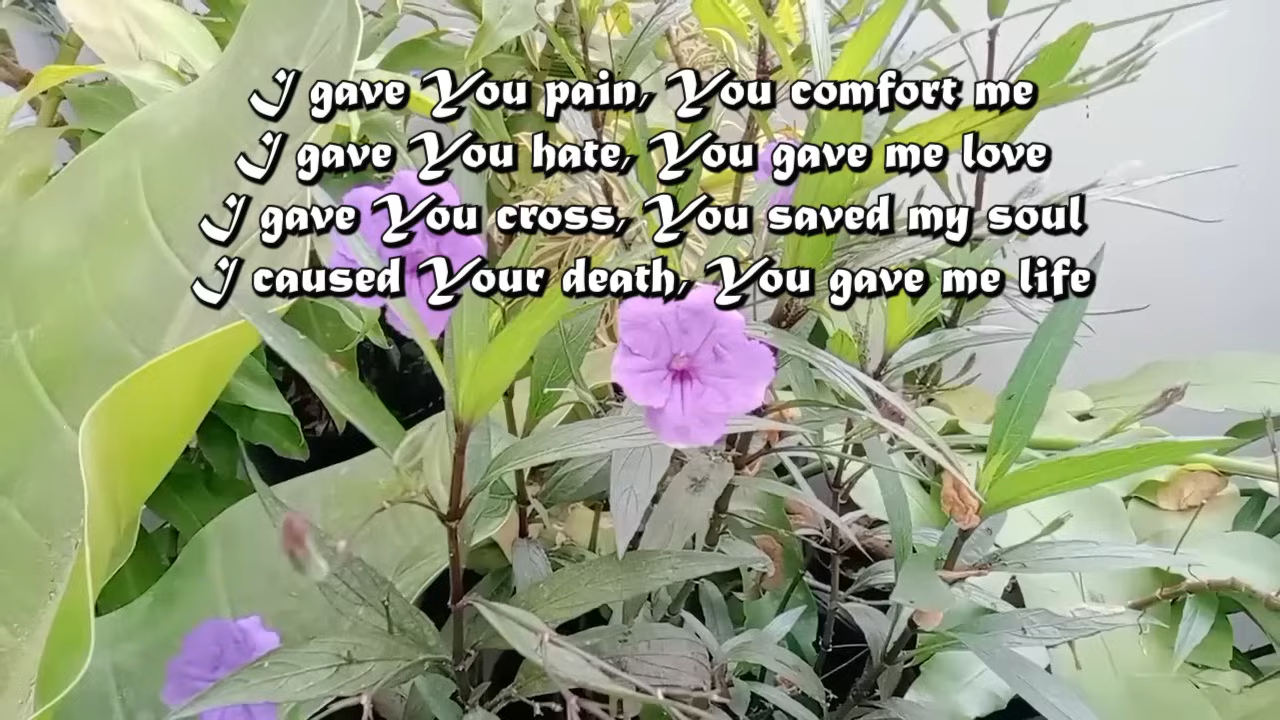 I gave You pain, You comfort me
I gave You hate, You gave me love
I gave You cross, You saved my soul
I caused Your death, You gave me life